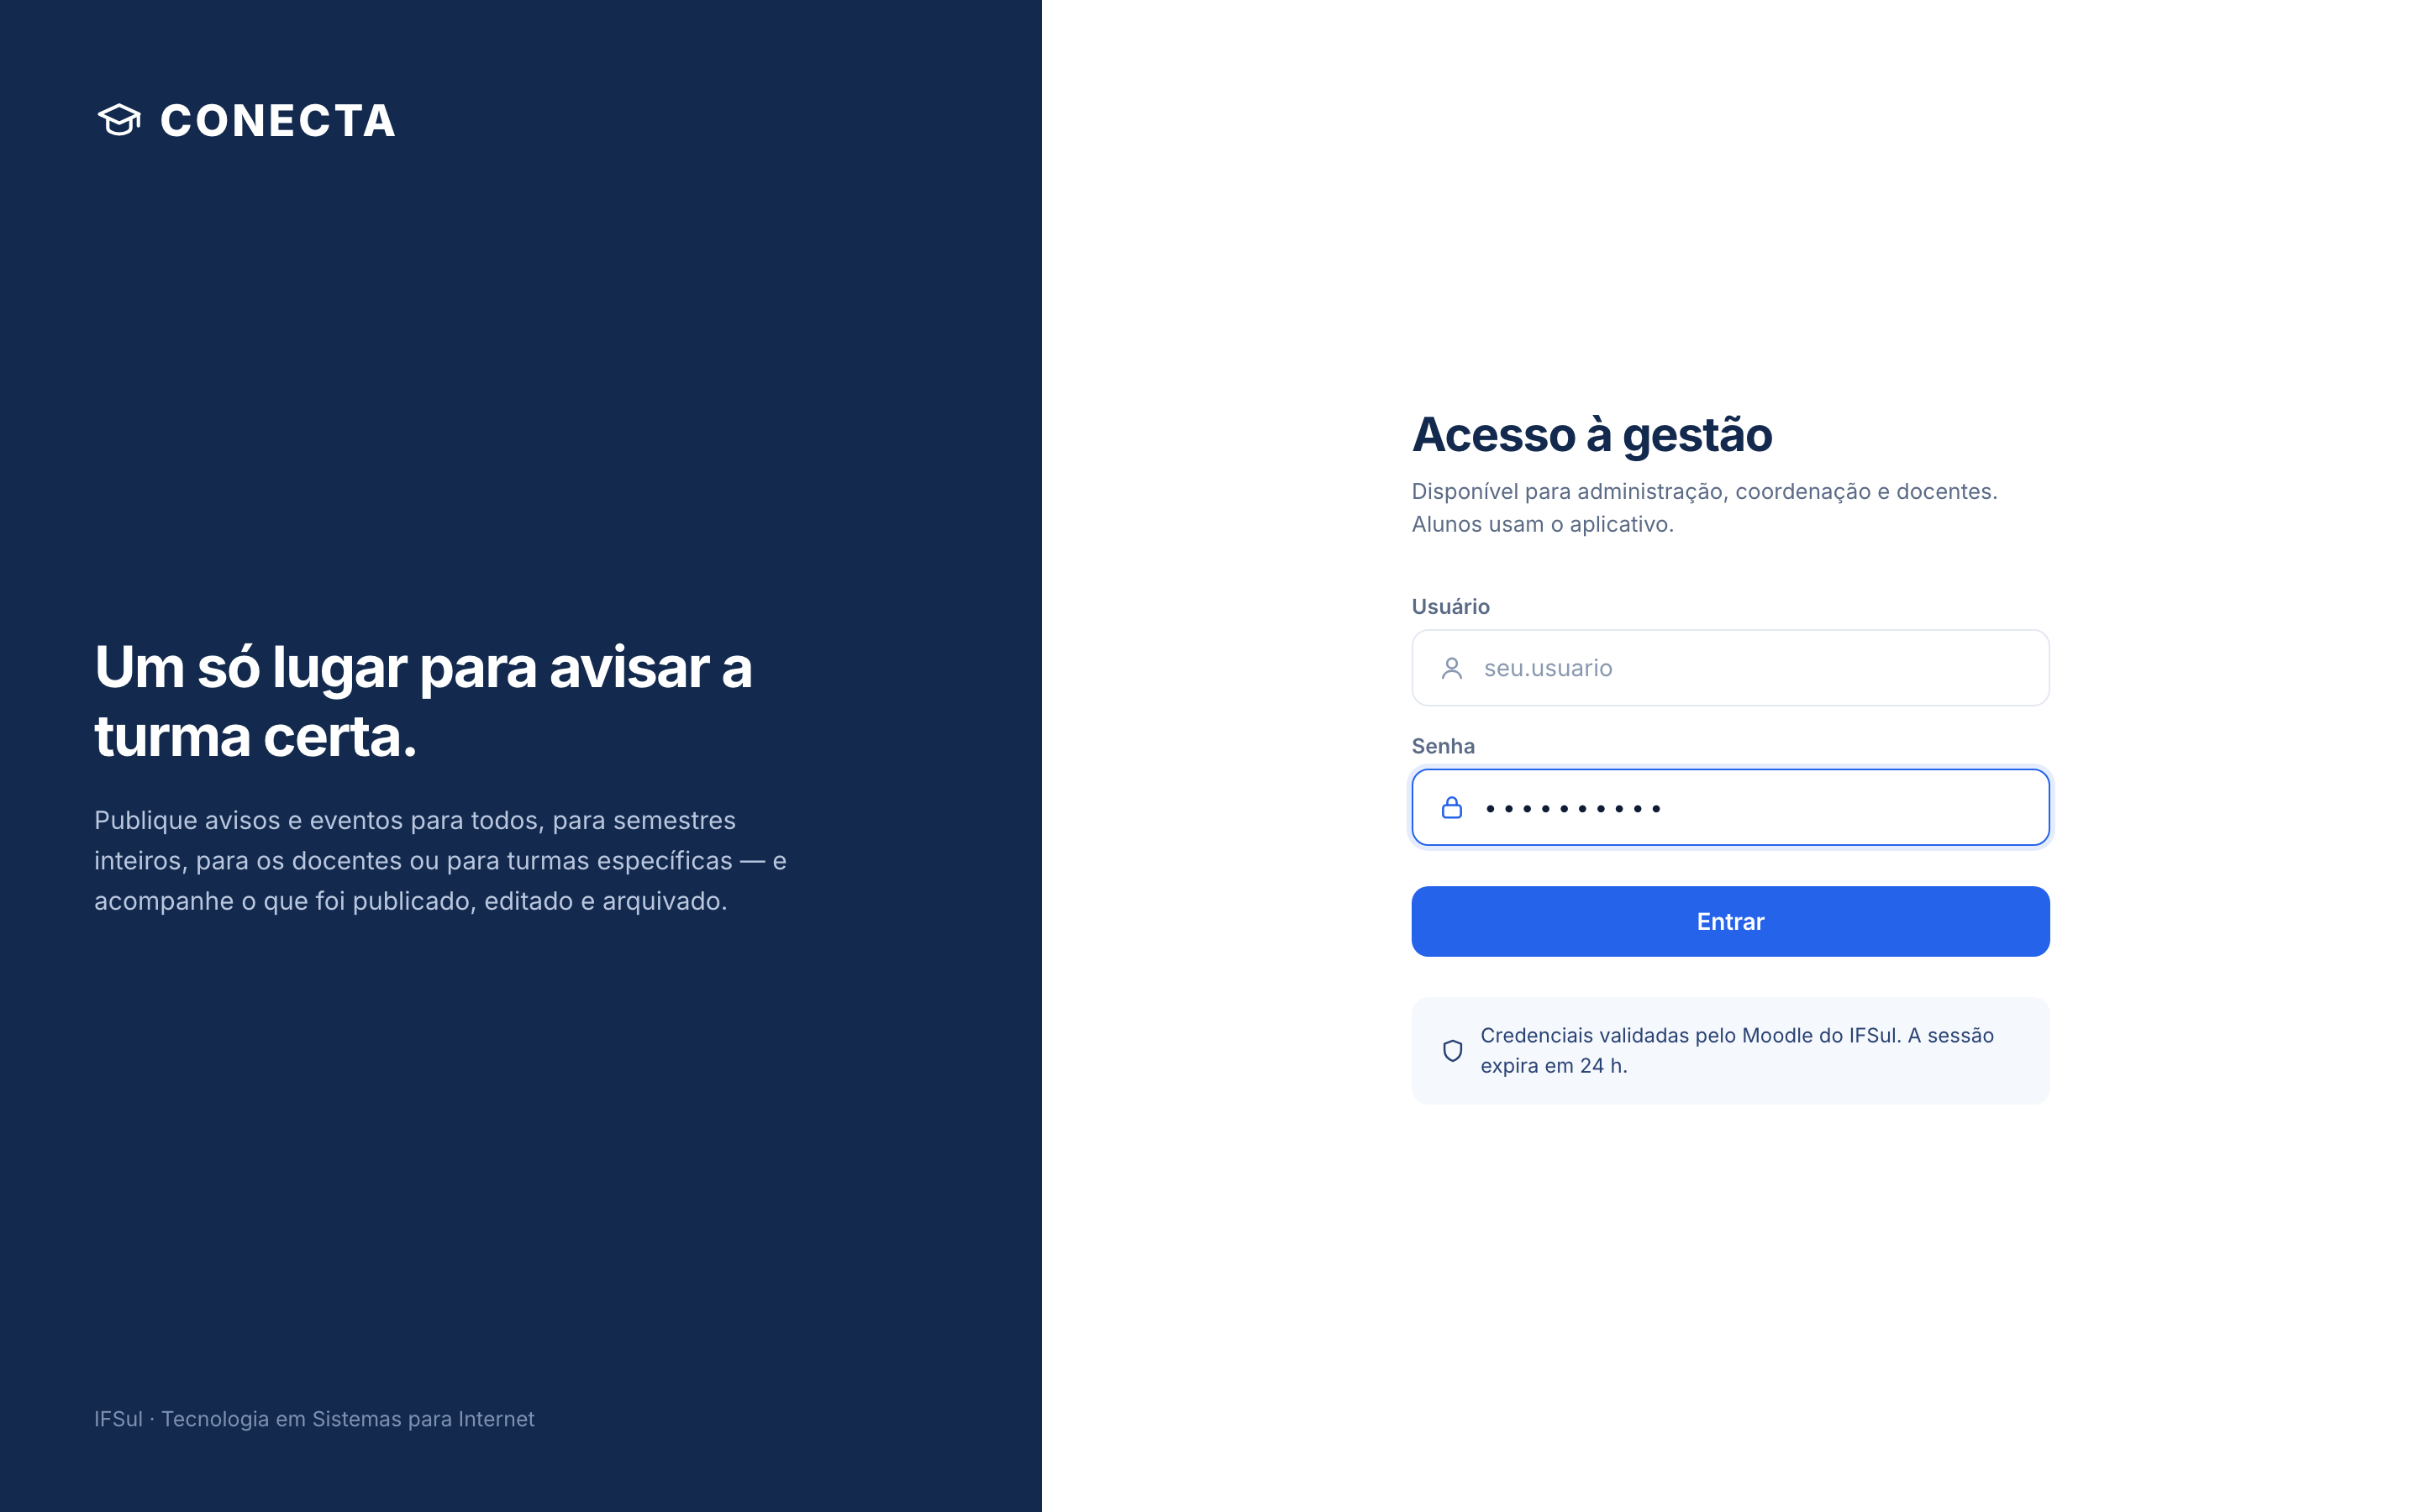 CONECTA
Um só lugar para avisar a
turma certa.
Publique avisos e eventos para todos, para semestres
inteiros, para os docentes ou para turmas específicas — e
acompanhe o que foi publicado, editado e arquivado.
IFSul · Tecnologia em Sistemas para Internet
Acesso à gestão
Disponível para administração, coordenação e docentes.
Alunos usam o aplicativo.
Usuário
seu.usuario
Senha
••••••••••
Entrar
Credenciais validadas pelo Moodle do IFSul. A sessão
expira em 24 h.